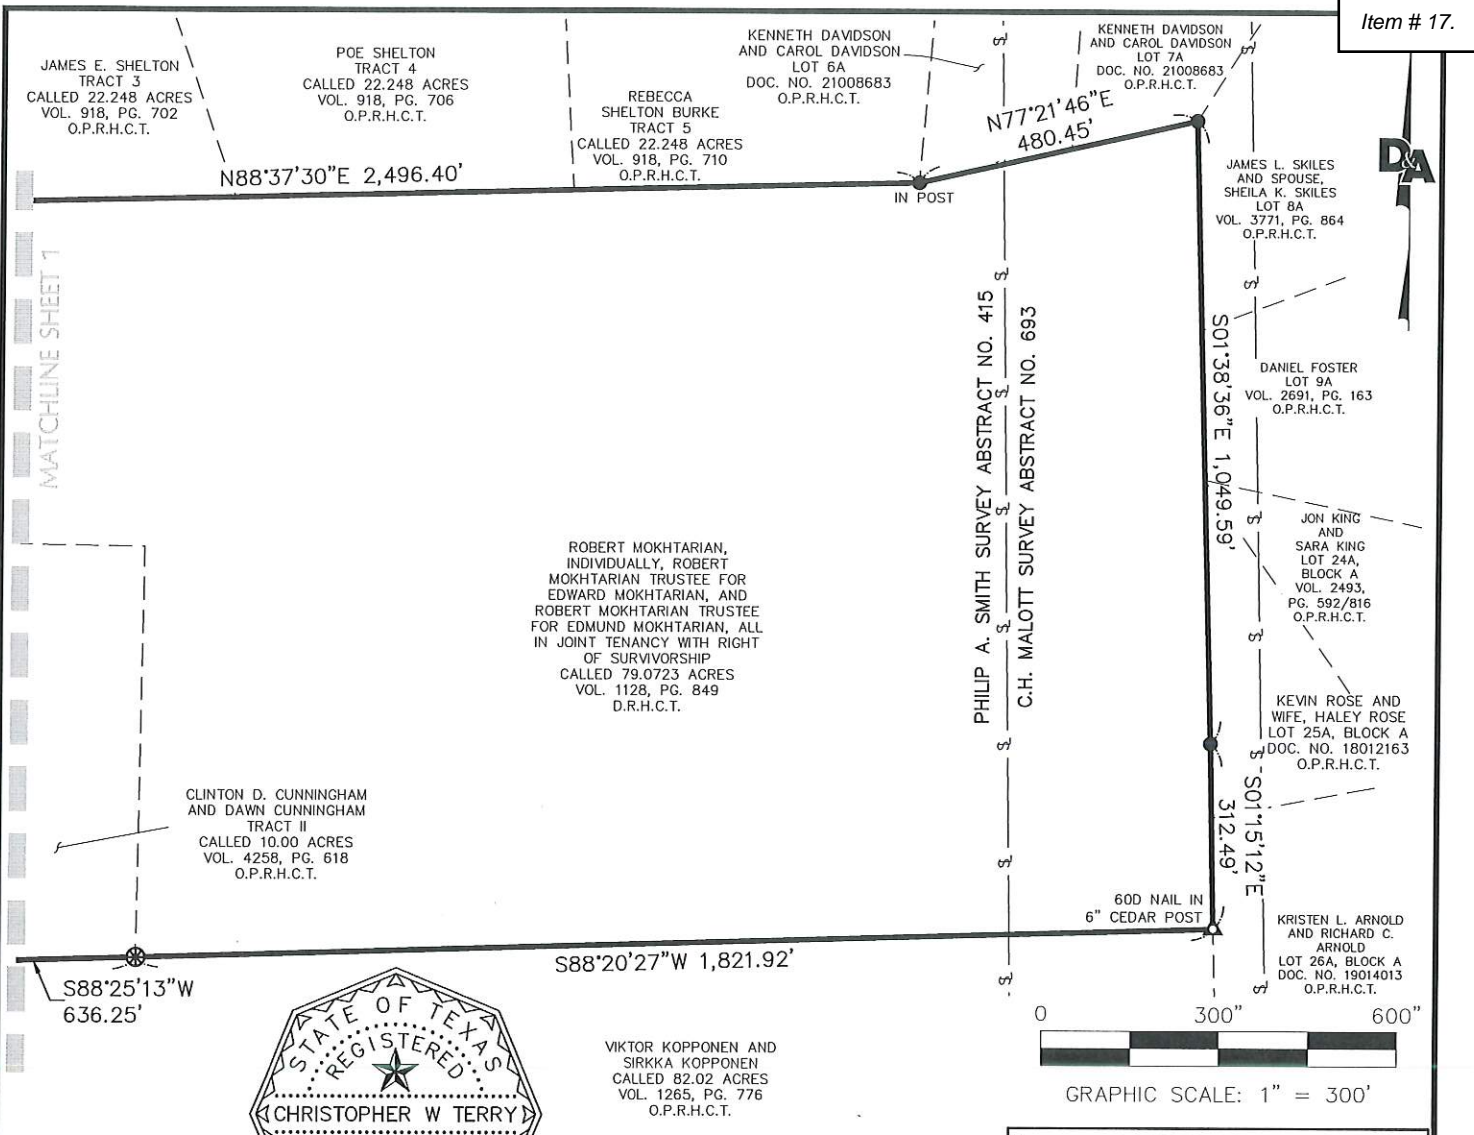 Item # 17.
JAMES E. SHELTON
TRACT 3
CALLED 22.248 ACRES
VOL. 918, PG. 702
O.P.R.H.C.T.
POE SHELTON
TRACT 4
CALLED 22.248 ACRES
VOL. 918, PG. 706
O.P.R.H.C.T.
REBECCA
SHELTON BURKE
TRACT 5
CALLED 22.248 ACRES
VOL. 918, PG. 710
O.P.R.H.C.T.
KENNETH DAVIDSON
AND CAROL DAVIDSON
LOT 6A
DOC. NO. 21008683
O.P.R.H.C.T.
KENNETH DAVIDSON
AND CAROL DAVIDSON
LOT 7A
DOC. NO. 21008683
O.P.R.H.C.T.
N88°37'30"E 2,496.40'
N77°21'46"E
480.45'
IN POST
D&A
JAMES L. SKILES
AND SPOUSE,
SHEILA K. SKILES
LOT 8A
VOL. 3771, PG. 864
O.P.R.H.C.T.
MATCHLINE SHEET 1
PHILIP A. SMITH SURVEY ABSTRACT NO. 415
C.H. MALOTT SURVEY ABSTRACT NO. 693
S01°38'36"E 1,049.59'
DANIEL FOSTER
LOT 9A
VOL. 2691, PG. 163
O.P.R.H.C.T.
JON KING
AND
SARA KING
LOT 24A,
BLOCK A
VOL. 2493,
PG. 592/816
O.P.R.H.C.T.
ROBERT MOKHTARIAN,
INDIVIDUALLY, ROBERT
MOKHTARIAN TRUSTEE FOR
EDWARD MOKHTARIAN, AND
ROBERT MOKHTARIAN TRUSTEE
FOR EDMUND MOKHTARIAN, ALL
IN JOINT TENANCY WITH RIGHT
OF SURVIVORSHIP
CALLED 79.0723 ACRES
VOL. 1128, PG. 849
D.R.H.C.T.
KEVIN ROSE AND
WIFE, HALEY ROSE
LOT 25A, BLOCK A
DOC. NO. 18012163
O.P.R.H.C.T.
CLINTON D. CUNNINGHAM
AND DAWN CUNNINGHAM
TRACT II
CALLED 10.00 ACRES
VOL. 4258, PG. 618
O.P.R.H.C.T.
S01°15'12"E
312.49'
60D NAIL IN
6" CEDAR POST
KRISTEN L. ARNOLD
AND RICHARD C.
ARNOLD
LOT 26A, BLOCK A
DOC. NO. 19014013
O.P.R.H.C.T.
S88°20'27"W 1,821.92'
S88°25'13"W
636.25'
STATE OF TEXAS
REGISTERED
CHRISTOPHER W TERRY
VIKTOR KOPPONEN AND
SIRKKA KOPPONEN
CALLED 82.02 ACRES
VOL. 1265, PG. 776
O.P.R.H.C.T.
0 300" 600"
GRAPHIC SCALE: 1" = 300'